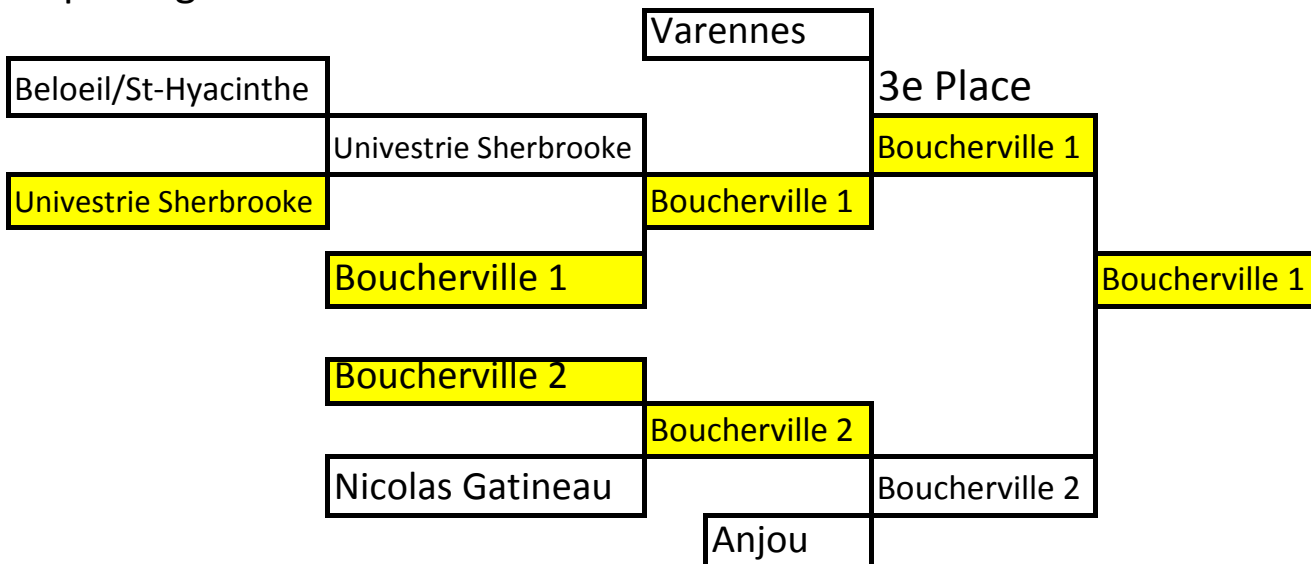 Varennes
Beloeil/St-Hyacinthe
3e Place
Univestrie Sherbrooke
Boucherville 1
Univestrie Sherbrooke
Boucherville 1
Boucherville 1
Boucherville 1
Boucherville 2
Boucherville 2
Nicolas Gatineau
Boucherville 2
Anjou